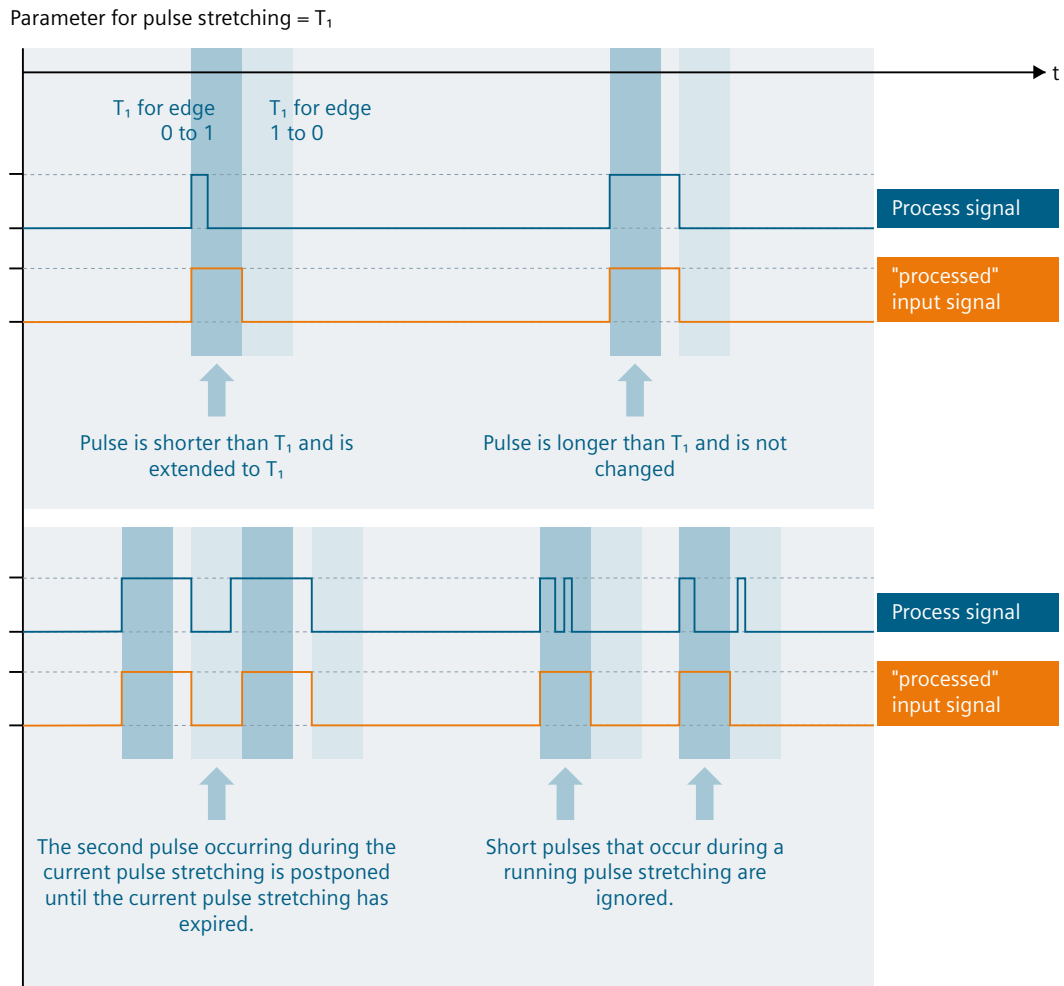 Parameter for pulse stretching = T₁
t
T₁ for edge
0 to 1
T₁ for edge
1 to 0
Process signal
"processed"
input signal
Pulse is shorter than T₁ and is
extended to T₁
Pulse is longer than T₁ and is not
changed
Process signal
"processed"
input signal
The second pulse occurring during the
current pulse stretching is postponed
until the current pulse stretching has
expired.
Short pulses that occur during a
running pulse stretching are
ignored.